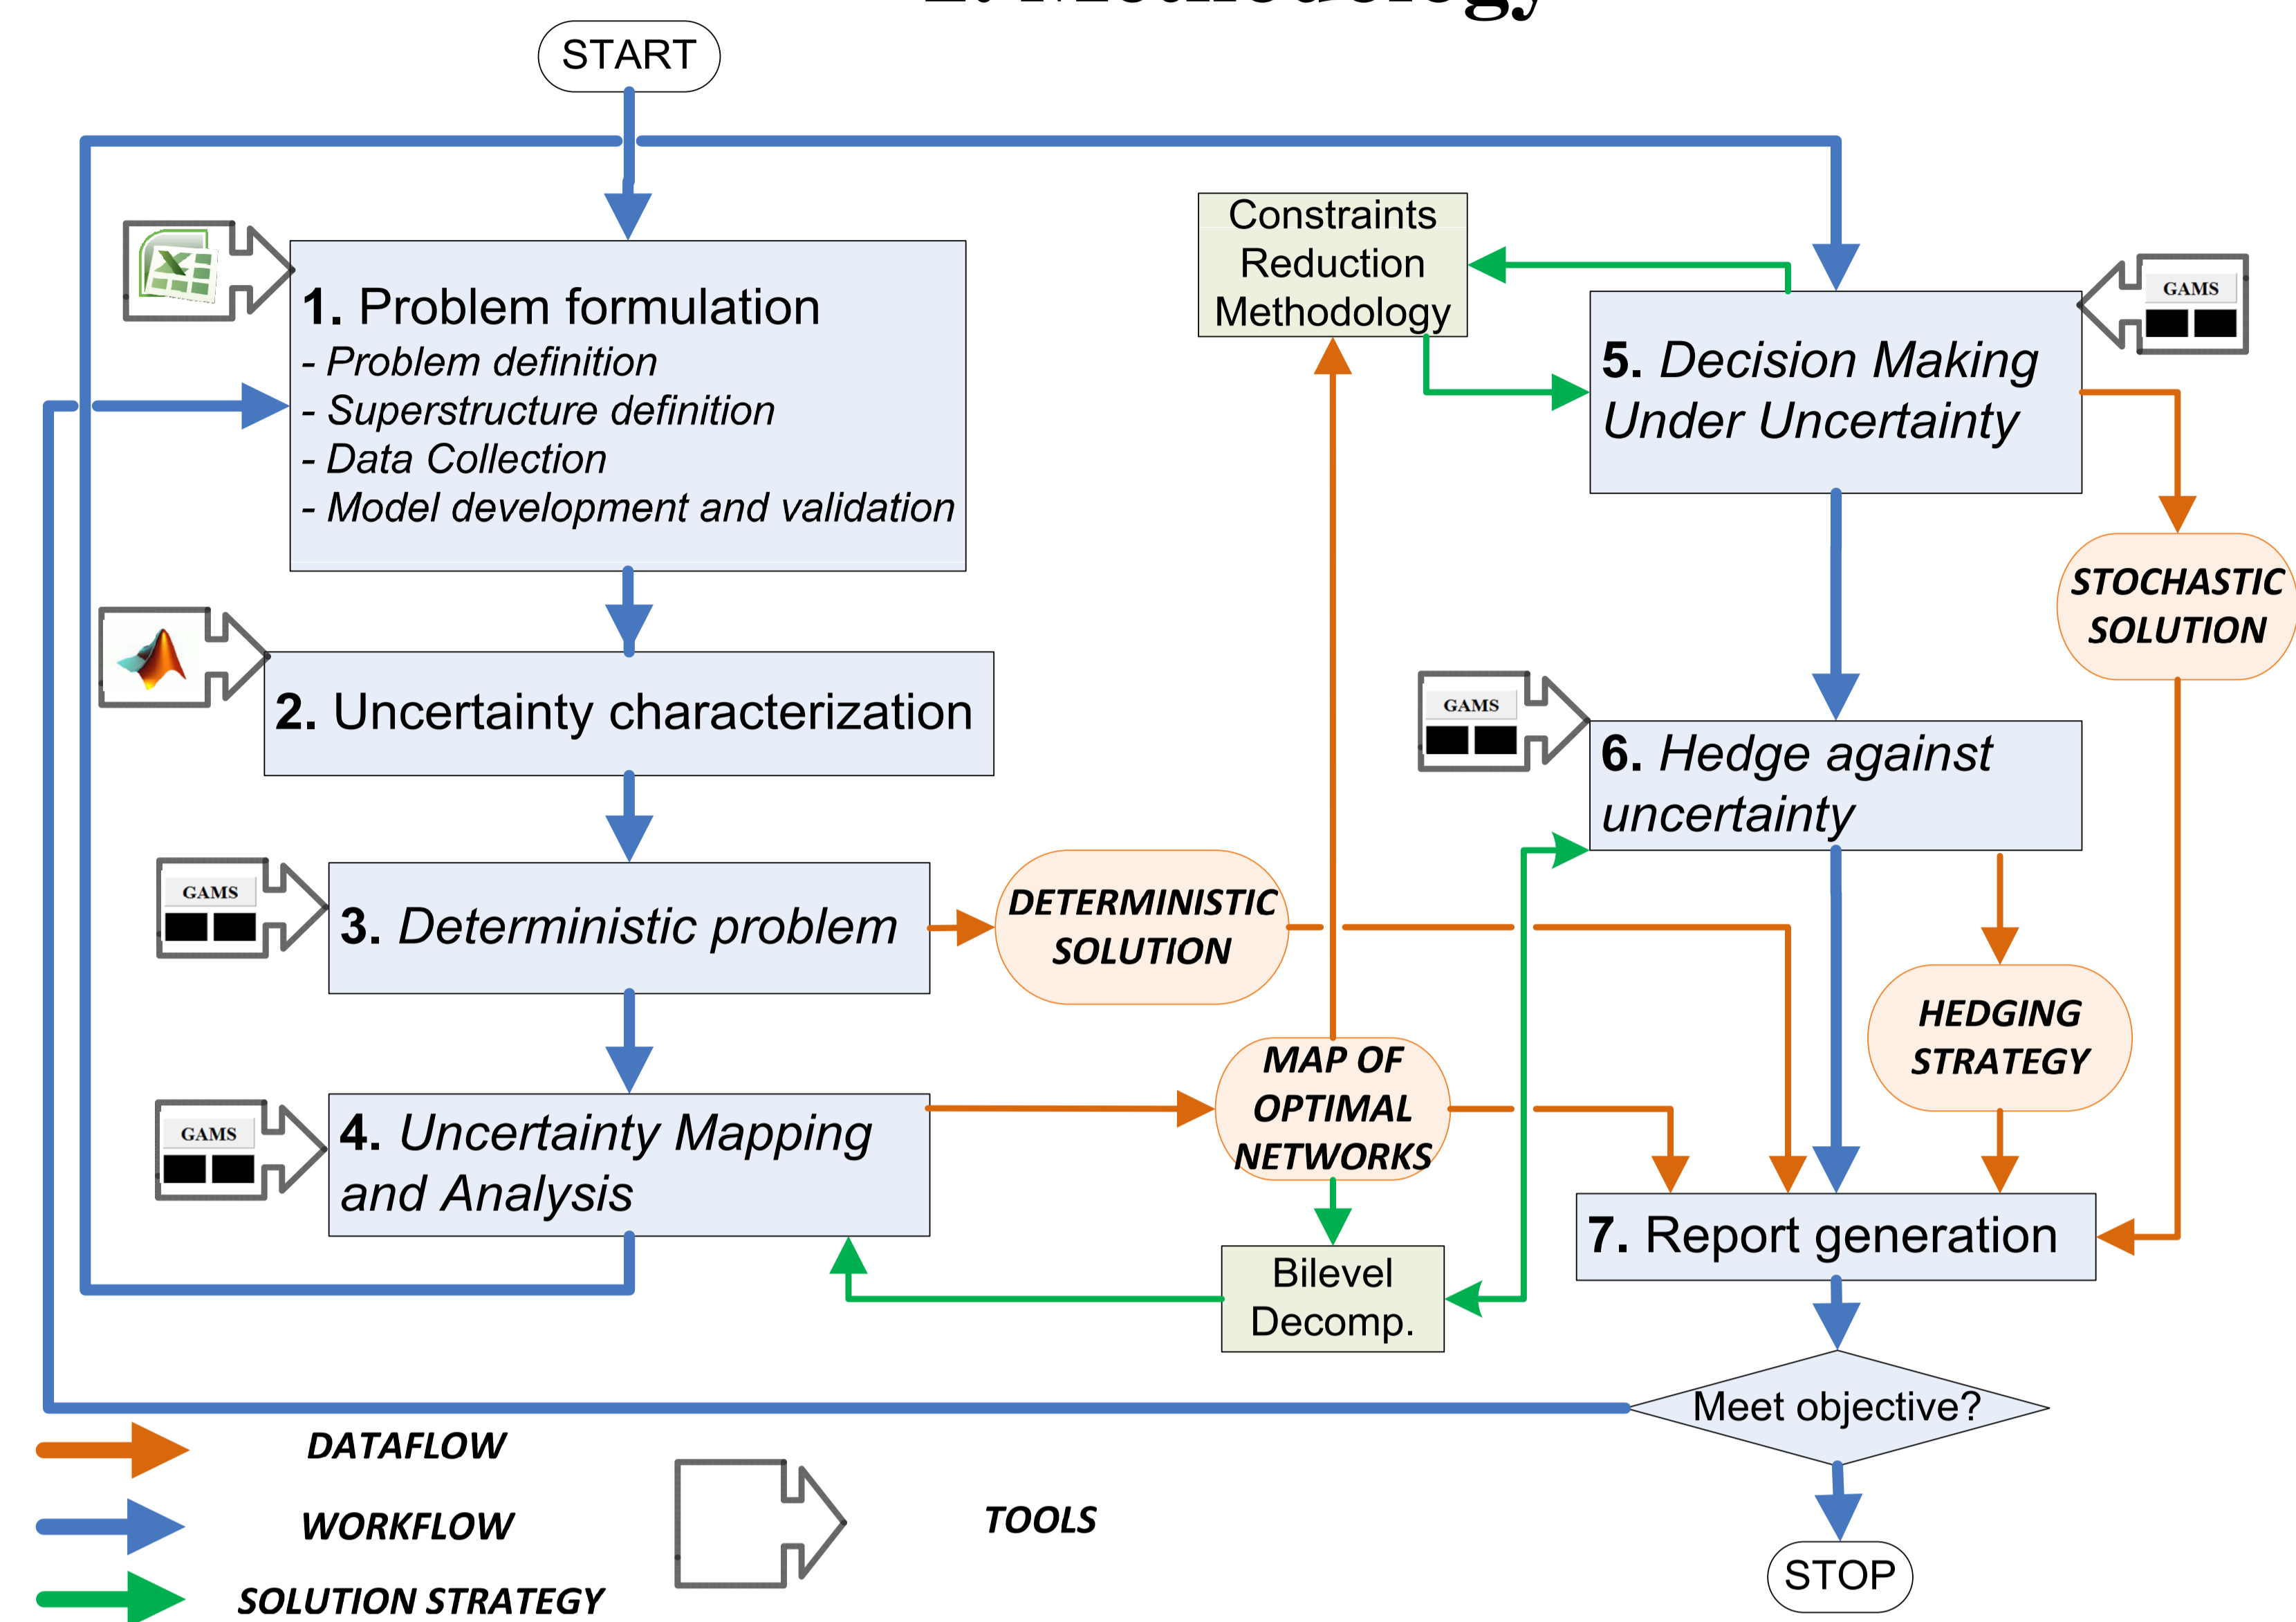 START
1. Problem formulation
- Problem definition
- Superstructure definition
- Data Collection
- Model development and validation
2. Uncertainty characterization
GAMS
3. Deterministic problem
GAMS
4. Uncertainty Mapping
and Analysis
DETERMINISTIC
SOLUTION
MAP OF
OPTIMAL
NETWORKS
Bilevel
Decomp.
Constraints
Reduction
Methodology
GAMS
5. Decision Making
Under Uncertainty
STOCHASTIC
SOLUTION
GAMS
6. Hedge against
uncertainty
HEDGING
STRATEGY
7. Report generation
Meet objective?
STOP
DATAFLOW
WORKFLOW
SOLUTION STRATEGY
TOOLS